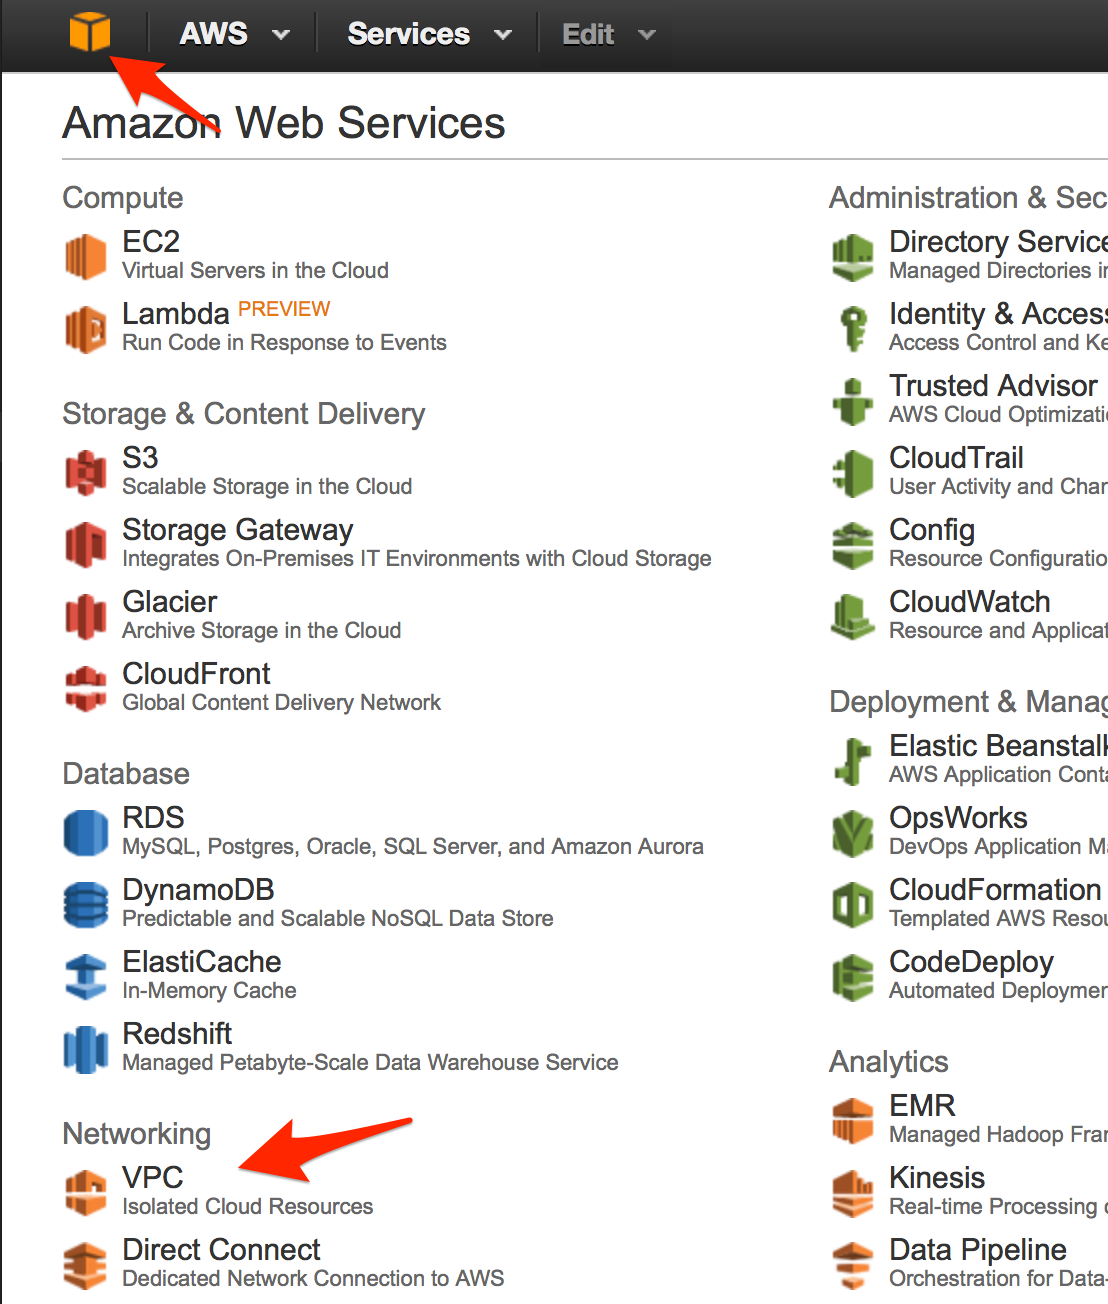 AWS
Services
Edit
Amazon Web Services
Compute
EC2
Virtual Servers in the Cloud
Lambda PREVIEW
Run Code in Response to Events
Storage & Content Delivery
S3
Scalable Storage in the Cloud
Storage Gateway
Integrates On-Premises IT Environments with Cloud Storage
Glacier
Archive Storage in the Cloud
CloudFront
Global Content Delivery Network
Database
RDS
MySQL, Postgres, Oracle, SQL Server, and Amazon Aurora
DynamoDB
Predictable and Scalable NoSQL Data Store
ElastiCache
In-Memory Cache
Redshift
Managed Petabyte-Scale Data Warehouse Service
Networking
VPC
Isolated Cloud Resources
Direct Connect
Dedicated Network Connection to AWS
Administration & Sec
Directory Service
Managed Directories in
Identity & Access
Access Control and Ke
Trusted Advisor
AWS Cloud Optimizatio
CloudTrail
User Activity and Char
Config
Resource Configuratio
CloudWatch
Resource and Applicat
Deployment & Manag
Elastic Beanstalk
AWS Application Conta
OpsWorks
DevOps Application Ma
CloudFormation
Templated AWS Resou
CodeDeploy
Automated Deploymen
Analytics
EMR
Managed Hadoop Fram
Kinesis
Real-time Processing o
Data Pipeline
Orchestration for Data-